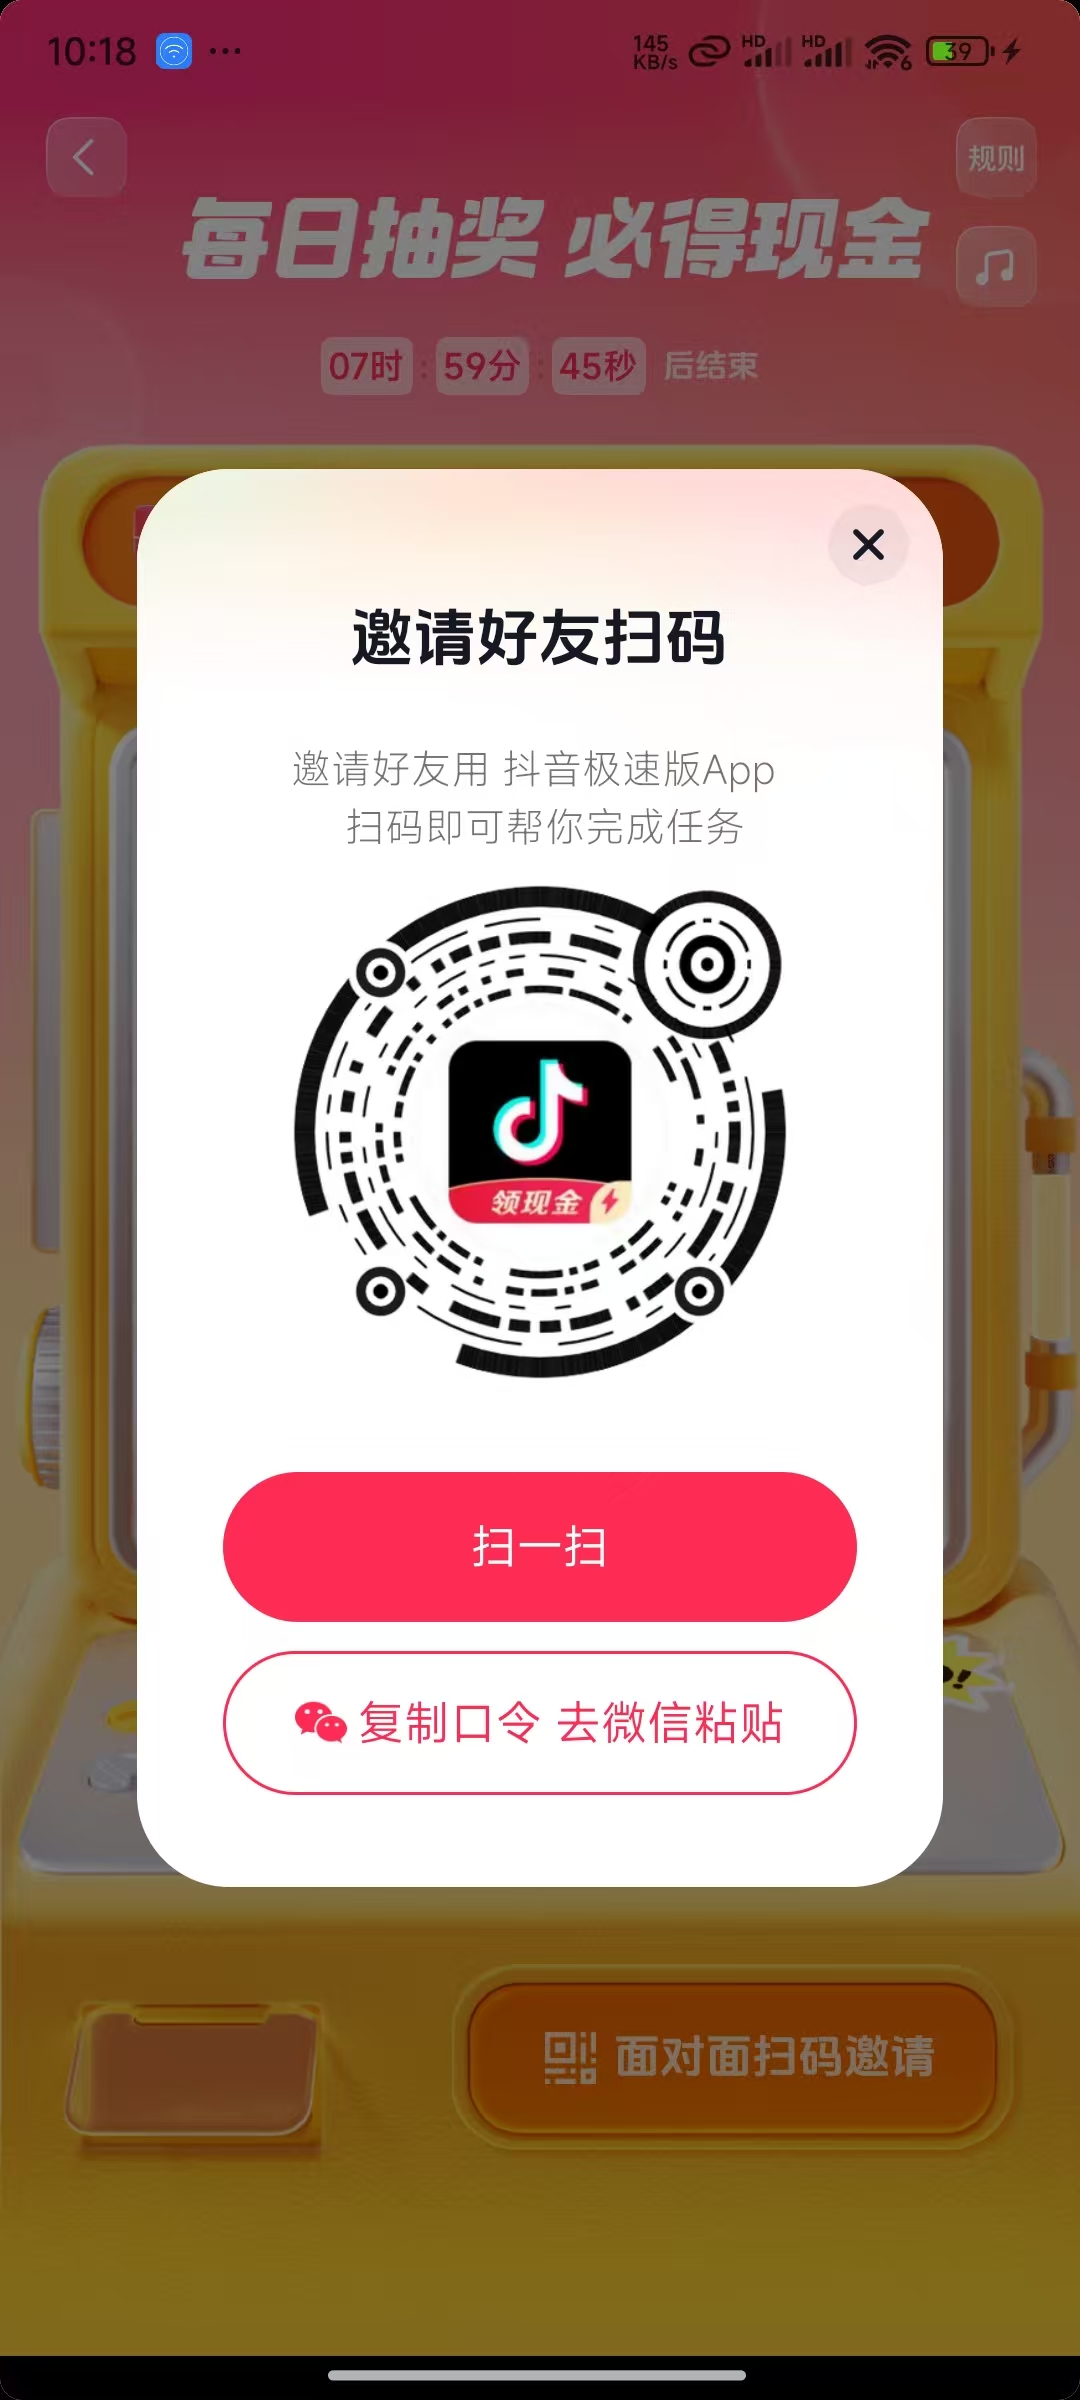 10:18 ...
145 KB/s HD HD 6 39
规则
每日抽奖 必得现金
07时 : 59分 : 45秒 后结束
邀请好友扫码
邀请好友用 抖音极速版App
扫码即可帮你完成任务
领现金
扫一扫
复制口令 去微信粘贴
面对面扫码邀请